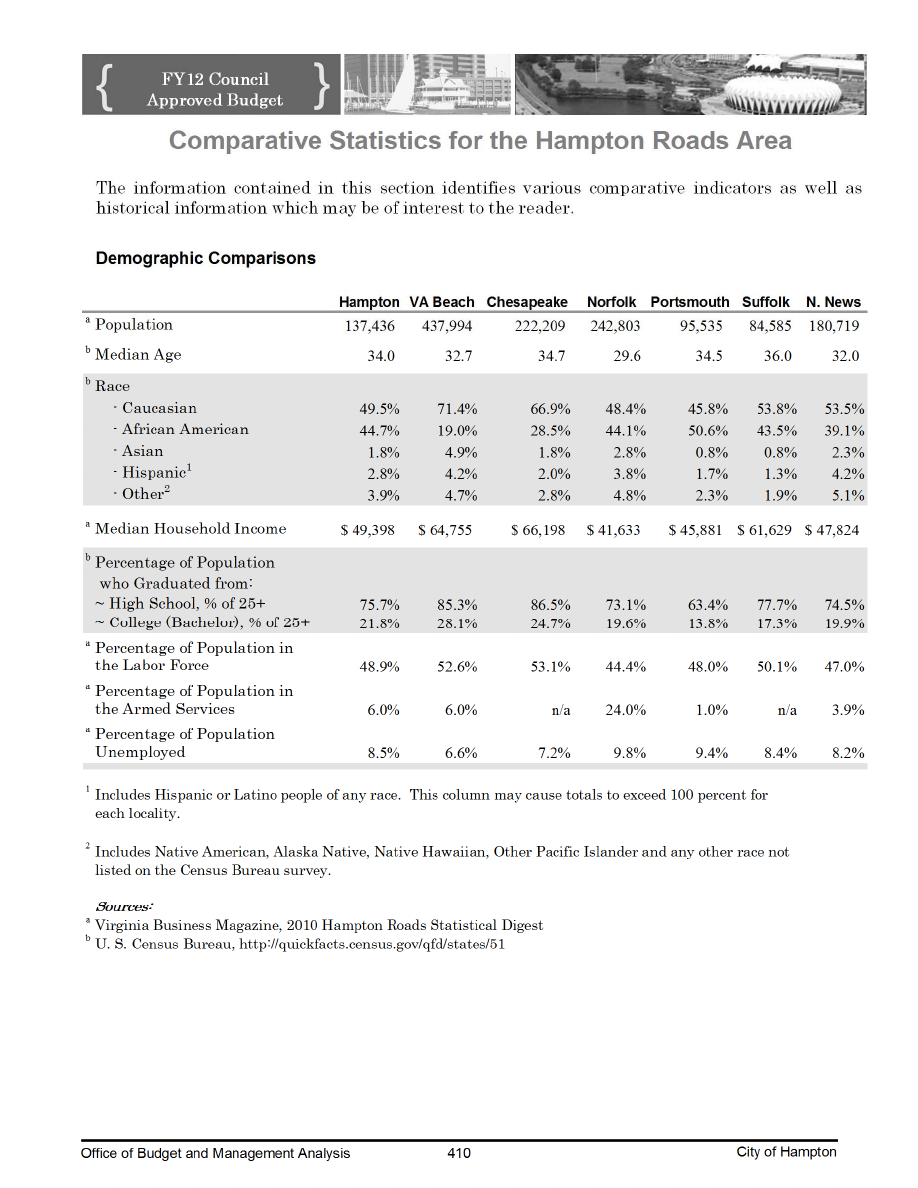 FY12 Council
Approved Budget
Comparative Statistics for the Hampton Roads Area
The information contained in this section identifies various comparative indicators as well as
historical information which may be of interest to the reader.
Demographic Comparisons
Hampton VA Beach Chesapeake Norfolk Portsmouth Suffolk N. News
a Population 137,436 437,994 222,209 242,803 95,535 84,585 180,719
b Median Age 34.0 32.7 34.7 29.6 34.5 36.0 32.0
b Race
- Caucasian 49.5% 71.4% 66.9% 48.4% 45.8% 53.8% 53.5%
- African American 44.7% 19.0% 28.5% 44.1% 50.6% 43.5% 39.1%
- Asian 1.8% 4.9% 1.8% 2.8% 0.8% 0.8% 2.3%
- Hispanic1 2.8% 4.2% 2.0% 3.8% 1.7% 1.3% 4.2%
- Other2 3.9% 4.7% 2.8% 4.8% 2.3% 1.9% 5.1%
a Median Household Income $ 49,398 $ 64,755 $ 66,198 $ 41,633 $ 45,881 $ 61,629 $ 47,824
b Percentage of Population
who Graduated from:
~ High School, % of 25+ 75.7% 85.3% 86.5% 73.1% 63.4% 77.7% 74.5%
~ College (Bachelor), % of 25+ 21.8% 28.1% 24.7% 19.6% 13.8% 17.3% 19.9%
a Percentage of Population in
the Labor Force 48.9% 52.6% 53.1% 44.4% 48.0% 50.1% 47.0%
a Percentage of Population in
the Armed Services 6.0% 6.0% n/a 24.0% 1.0% n/a 3.9%
a Percentage of Population
Unemployed 8.5% 6.6% 7.2% 9.8% 9.4% 8.4% 8.2%
1 Includes Hispanic or Latino people of any race. This column may cause totals to exceed 100 percent for
each locality.
2 Includes Native American, Alaska Native, Native Hawaiian, Other Pacific Islander and any other race not
listed on the Census Bureau survey.
Sources:
a Virginia Business Magazine, 2010 Hampton Roads Statistical Digest
b U. S. Census Bureau, http://quickfacts.census.gov/qfd/states/51
Office of Budget and Management Analysis 410 City of Hampton